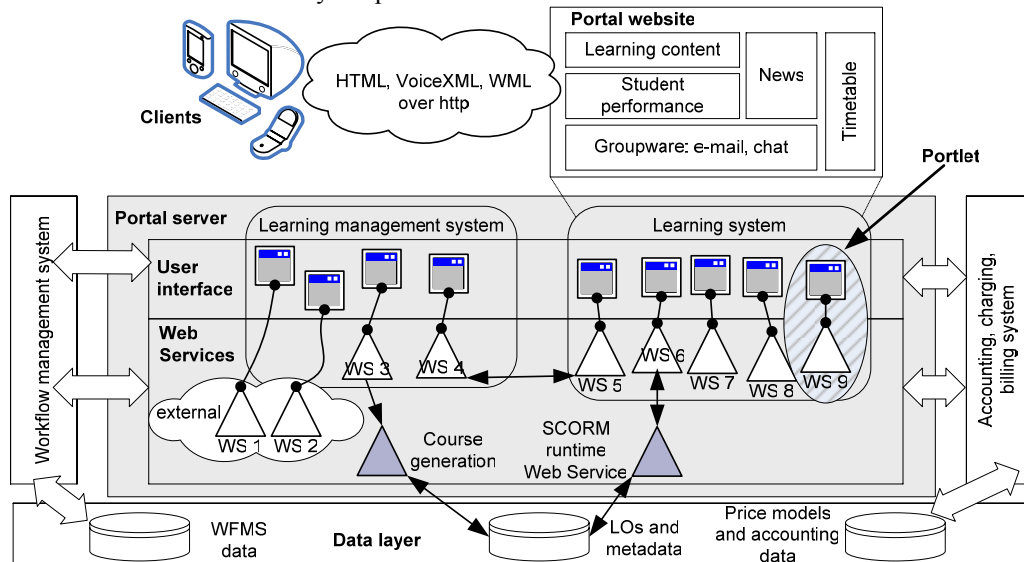 Portal website
Learning content
Student
performance
News
Timetable
Groupware: e-mail, chat
HTML, VoiceXML, WML
over http
Clients
Portlet
Portal server
Learning management system
Learning system
Workflow management system
User
interface
Web
Services
Accounting, charging,
billing system
WS 3
WS 4
WS 5
WS 6
WS 7
WS 8
WS 9
external
WS 1
WS 2
Course
generation
SCORM
runtime
Web Service
WFMS
data
Data layer
LOs and
metadata
Price models
and accounting
data